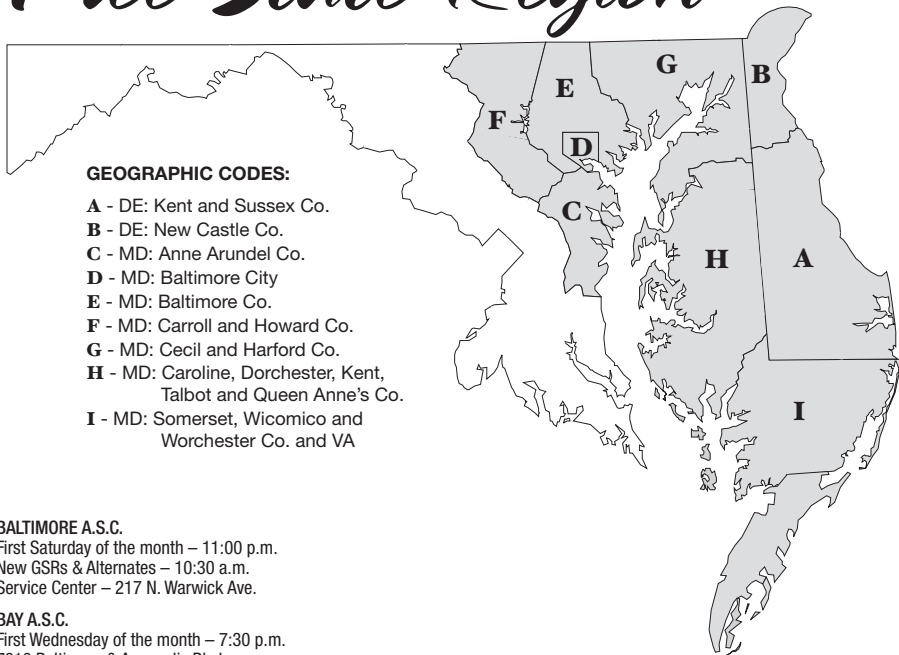 Free State Region
G
B
E
F
D
C
H
A
I
GEOGRAPHIC CODES:
A - DE: Kent and Sussex Co.
B - DE: New Castle Co.
C - MD: Anne Arundel Co.
D - MD: Baltimore City
E - MD: Baltimore Co.
F - MD: Carroll and Howard Co.
G - MD: Cecil and Harford Co.
H - MD: Caroline, Dorchester, Kent,
Talbot and Queen Anne’s Co.
I - MD: Somerset, Wicomico and
Worchester Co. and VA
BALTIMORE A.S.C.
First Saturday of the month – 11:00 p.m.
New GSRs & Alternates – 10:30 a.m.
Service Center – 217 N. Warwick Ave.
BAY A.S.C.
First Wednesday of the month – 7:30 p.m.